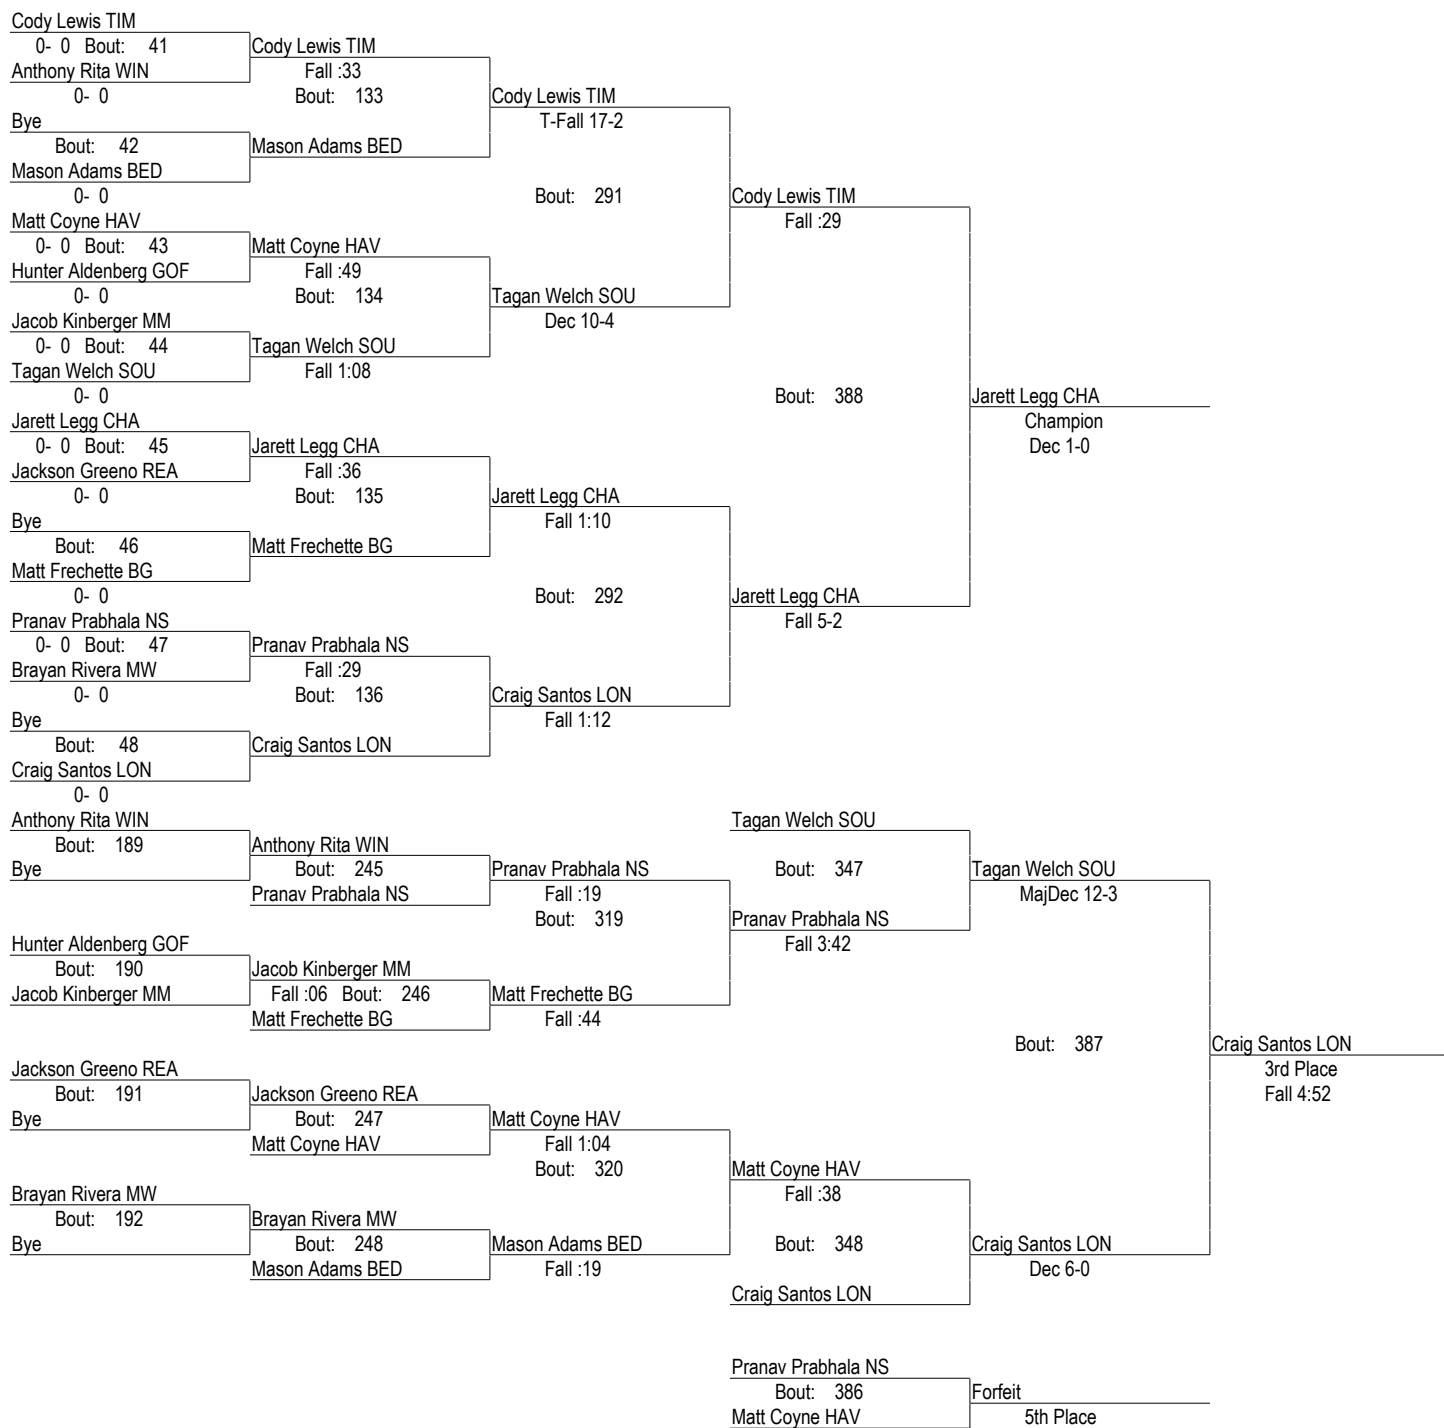 Cody Lewis TIM
0- 0 Bout: 41 Cody Lewis TIM
Anthony Rita WIN Fall :33
0- 0 Bout: 133 Cody Lewis TIM
Bye T-Fall 17-2
Bout: 42 Mason Adams BED
Mason Adams BED
0- 0 Bout: 291 Cody Lewis TIM
Matt Coyne HAV Fall :29
0- 0 Bout: 43 Matt Coyne HAV
Hunter Aldenberg GOF Fall :49
0- 0 Bout: 134 Tagan Welch SOU
Jacob Kinberger MM Dec 10-4
0- 0 Bout: 44 Tagan Welch SOU
Tagan Welch SOU Fall 1:08
0- 0 Bout: 388 Jarett Legg CHA
Jarett Legg CHA Champion
0- 0 Bout: 45 Jarett Legg CHA Dec 1-0
Jackson Greeno REA Fall :36
0- 0 Bout: 135 Jarett Legg CHA
Bye Fall 1:10
Bout: 46 Matt Frechette BG
Matt Frechette BG
0- 0 Bout: 292 Jarett Legg CHA
Pranav Prabhala NS Fall 5-2
0- 0 Bout: 47 Pranav Prabhala NS
Brayan Rivera MW Fall :29
0- 0 Bout: 136 Craig Santos LON
Bye Fall 1:12
Bout: 48 Craig Santos LON
Craig Santos LON
0- 0
Anthony Rita WIN Tagan Welch SOU
Bout: 189 Anthony Rita WIN
Bye Bout: 245 Pranav Prabhala NS Bout: 347 Tagan Welch SOU
Pranav Prabhala NS Fall :19 MajDec 12-3
Bout: 319 Pranav Prabhala NS
Hunter Aldenberg GOF Fall 3:42
Bout: 190 Jacob Kinberger MM
Jacob Kinberger MM Fall :06 Bout: 246 Matt Frechette BG
Matt Frechette BG Fall :44
Bout: 387 Craig Santos LON
Jackson Greeno REA 3rd Place
Bout: 191 Jackson Greeno REA Fall 4:52
Bye Bout: 247 Matt Coyne HAV
Matt Coyne HAV Fall 1:04
Bout: 320 Matt Coyne HAV
Brayan Rivera MW Fall :38
Bout: 192 Brayan Rivera MW
Bye Bout: 248 Mason Adams BED Bout: 348 Craig Santos LON
Mason Adams BED Fall :19 Dec 6-0
Craig Santos LON
Pranav Prabhala NS
Bout: 386 Forfeit
Matt Coyne HAV 5th Place